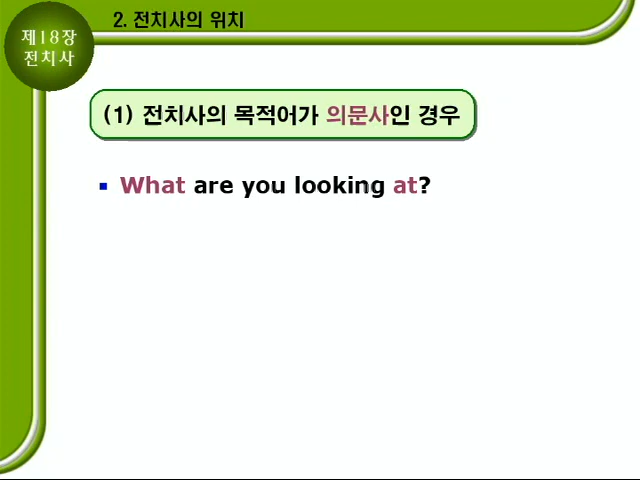 제18장
전치사
2. 전치사의 위치
(1) 전치사의 목적어가 의문사인 경우
What are you looking at?